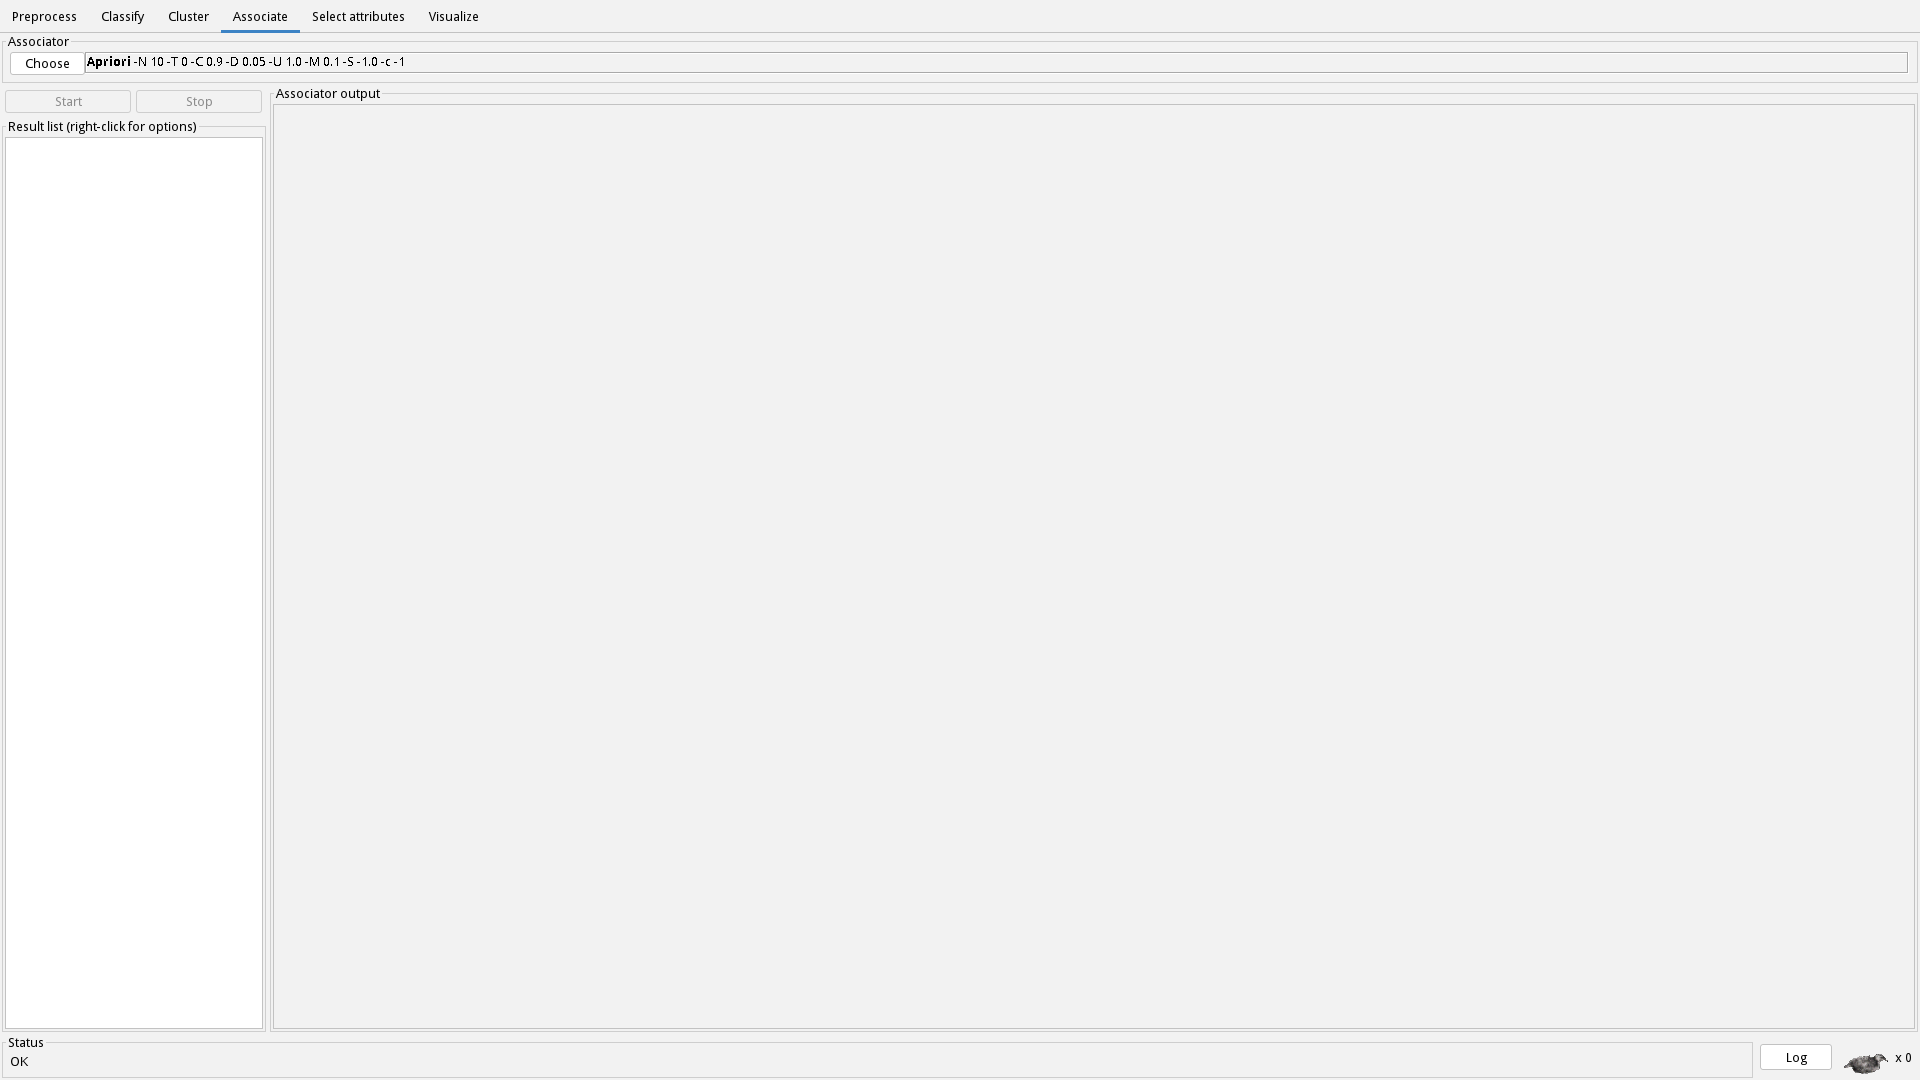 Preprocess Classify Cluster Associate Select attributes Visualize
Associator
Choose Apriori -N 10 -T 0 -C 0.9 -D 0.05 -U 1.0 -M 0.1 -S -1.0 -c -1
Start Stop
Result list (right-click for options)
Associator output
Status
OK
Log
x 0